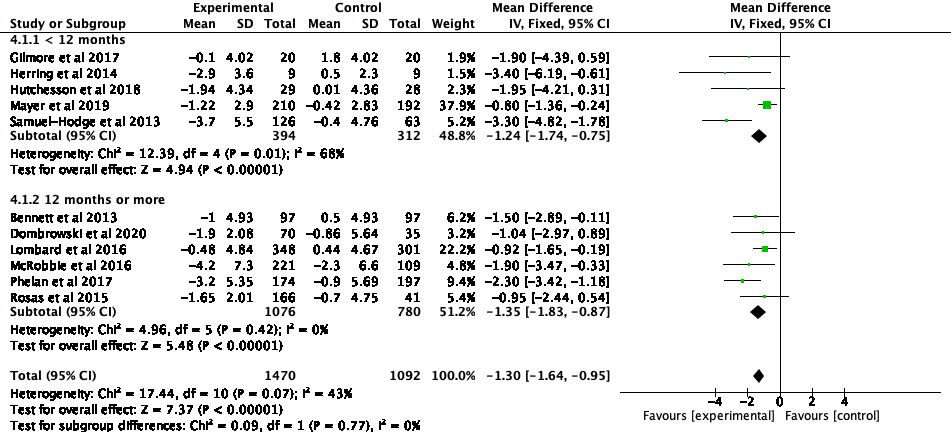 Experimental Control Mean Difference Mean Difference
Study or Subgroup Mean SD Total Mean SD Total Weight IV, Fixed, 95% CI IV, Fixed, 95% CI
4.1.1 < 12 months
Gilmore et al 2017 −0.1 4.02 20 1.8 4.02 20 1.9% −1.90 [−4.39, 0.59]
Herring et al 2014 −2.9 3.6 9 0.5 2.3 9 1.5% −3.40 [−6.19, −0.61]
Hutchesson et al 2018 −1.94 4.34 29 0.01 4.36 28 2.3% −1.95 [−4.21, 0.31]
Mayer et al 2019 −1.22 2.9 210 −0.42 2.83 192 37.9% −0.80 [−1.36, −0.24]
Samuel-Hodge et al 2013 −3.7 5.5 126 −0.4 4.76 63 5.2% −3.30 [−4.82, −1.78]
Subtotal (95% CI) 394 312 48.8% −1.24 [−1.74, −0.75]
Heterogeneity: Chi² = 12.39, df = 4 (P = 0.01); I² = 68%
Test for overall effect: Z = 4.94 (P < 0.00001)
4.1.2 12 months or more
Bennett et al 2013 −1 4.93 97 0.5 4.93 97 6.2% −1.50 [−2.89, −0.11]
Dombrowski et al 2020 −1.9 2.08 70 −0.86 5.64 35 3.2% −1.04 [−2.97, 0.89]
Lombard et al 2016 −0.48 4.84 348 0.44 4.67 301 22.2% −0.92 [−1.65, −0.19]
McRobbie et al 2016 −4.2 7.3 221 −2.3 6.6 109 4.8% −1.90 [−3.47, −0.33]
Phelan et al 2017 −3.2 5.35 174 −0.9 5.69 197 9.4% −2.30 [−3.42, −1.18]
Rosas et al 2015 −1.65 2.01 166 −0.7 4.75 41 5.4% −0.95 [−2.44, 0.54]
Subtotal (95% CI) 1076 780 51.2% −1.35 [−1.83, −0.87]
Heterogeneity: Chi² = 4.96, df = 5 (P = 0.42); I² = 0%
Test for overall effect: Z = 5.48 (P < 0.00001)
Total (95% CI) 1470 1092 100.0% −1.30 [−1.64, −0.95]
Heterogeneity: Chi² = 17.44, df = 10 (P = 0.07); I² = 43%
Test for overall effect: Z = 7.37 (P < 0.00001)
Test for subgroup differences: Chi² = 0.09, df = 1 (P = 0.77), I² = 0%
−4 −2 0 2 4
Favours [experimental] Favours [control]